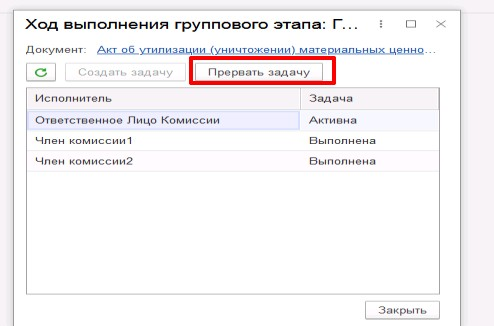 Ход выполнения группового этапа: Г...
Документ: Акт об утилизации (уничтожении) материальных ценно...
Создать задачу Прервать задачу
Исполнитель Задача
Ответственное Лицо Комиссии Активна
Член комиссии1 Выполнена
Член комиссии2 Выполнена
Закрыть